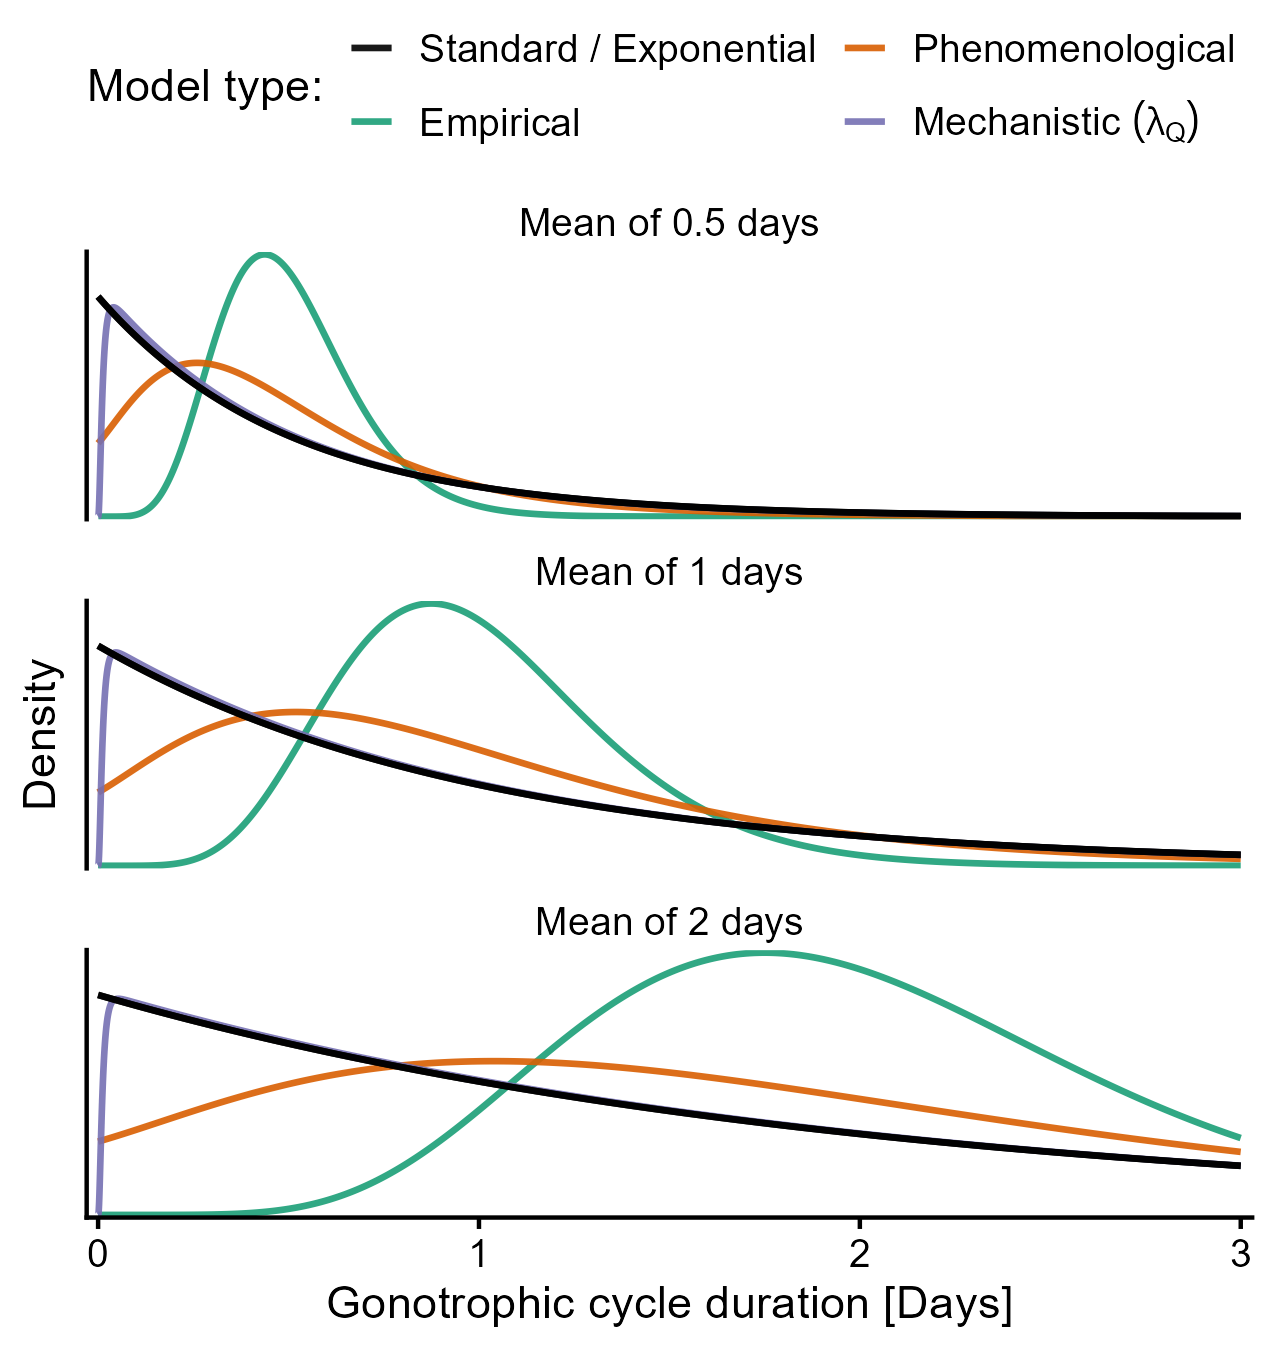 Model type:
Standard / Exponential
Phenomenological
Empirical
Mechanistic (λQ)
Mean of 0.5 days
Mean of 1 days
Density
Mean of 2 days
0 1 2 3
Gonotrophic cycle duration [Days]